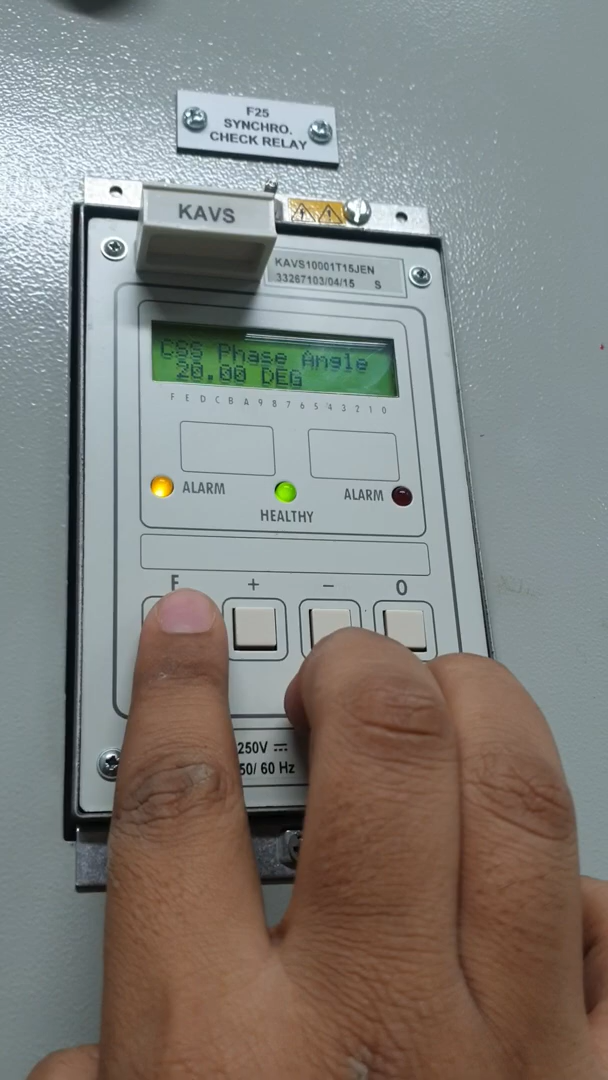 F25
SYNCHRO.
CHECK RELAY
KAVS
KAVS10001T15JEN
33267103/04/15 S
CSS Phase Angle
20.00 DEG
F E D C B A 9 8 7 6 5 4 3 2 1 0
ALARM
ALARM
HEALTHY
F + − 0
250V
50/ 60 Hz